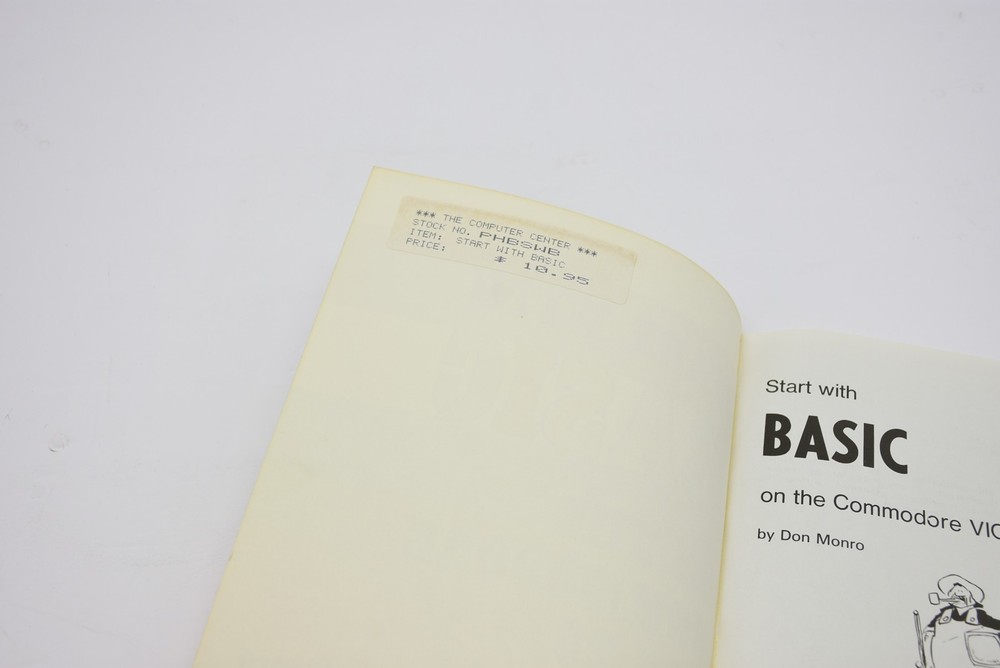 *** THE COMPUTER CENTER ***
STOCK NO. PHBSWB
ITEM: START WITH BASIC
PRICE: $ 10.95
Start with
BASIC
on the Commodore VIC
by Don Monro